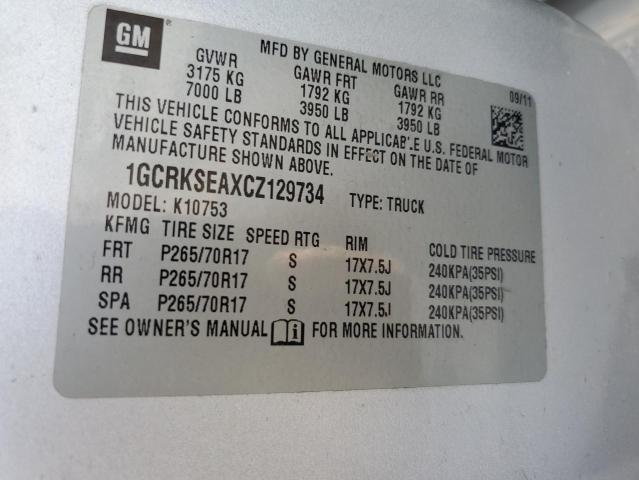 GM
MFD BY GENERAL MOTORS LLC
GVWR GAWR FRT GAWR RR 09/11
3175 KG 1792 KG 1792 KG
7000 LB 3950 LB 3950 LB
THIS VEHICLE CONFORMS TO ALL APPLICAB'.E U.S. FEDERAL MOTOR
VEHICLE SAFETY STANDARDS IN EFFECT ON THE DATE OF
MANUFACTURE SHOWN ABOVE.
1GCRKSEAXCZ129734 TYPE: TRUCK
MODEL: K10753
KFMG TIRE SIZE SPEED RTG RIM COLD TIRE PRESSURE
FRT P265/70R17 S 17X7.5J 240KPA(35PSI)
RR P265/70R17 S 17X7.5J 240KPA(35PSI)
SPA P265/70R17 S 17X7.5J 240KPA(35PSI)
SEE OWNER'S MANUAL i FOR MORE INFORMATION.